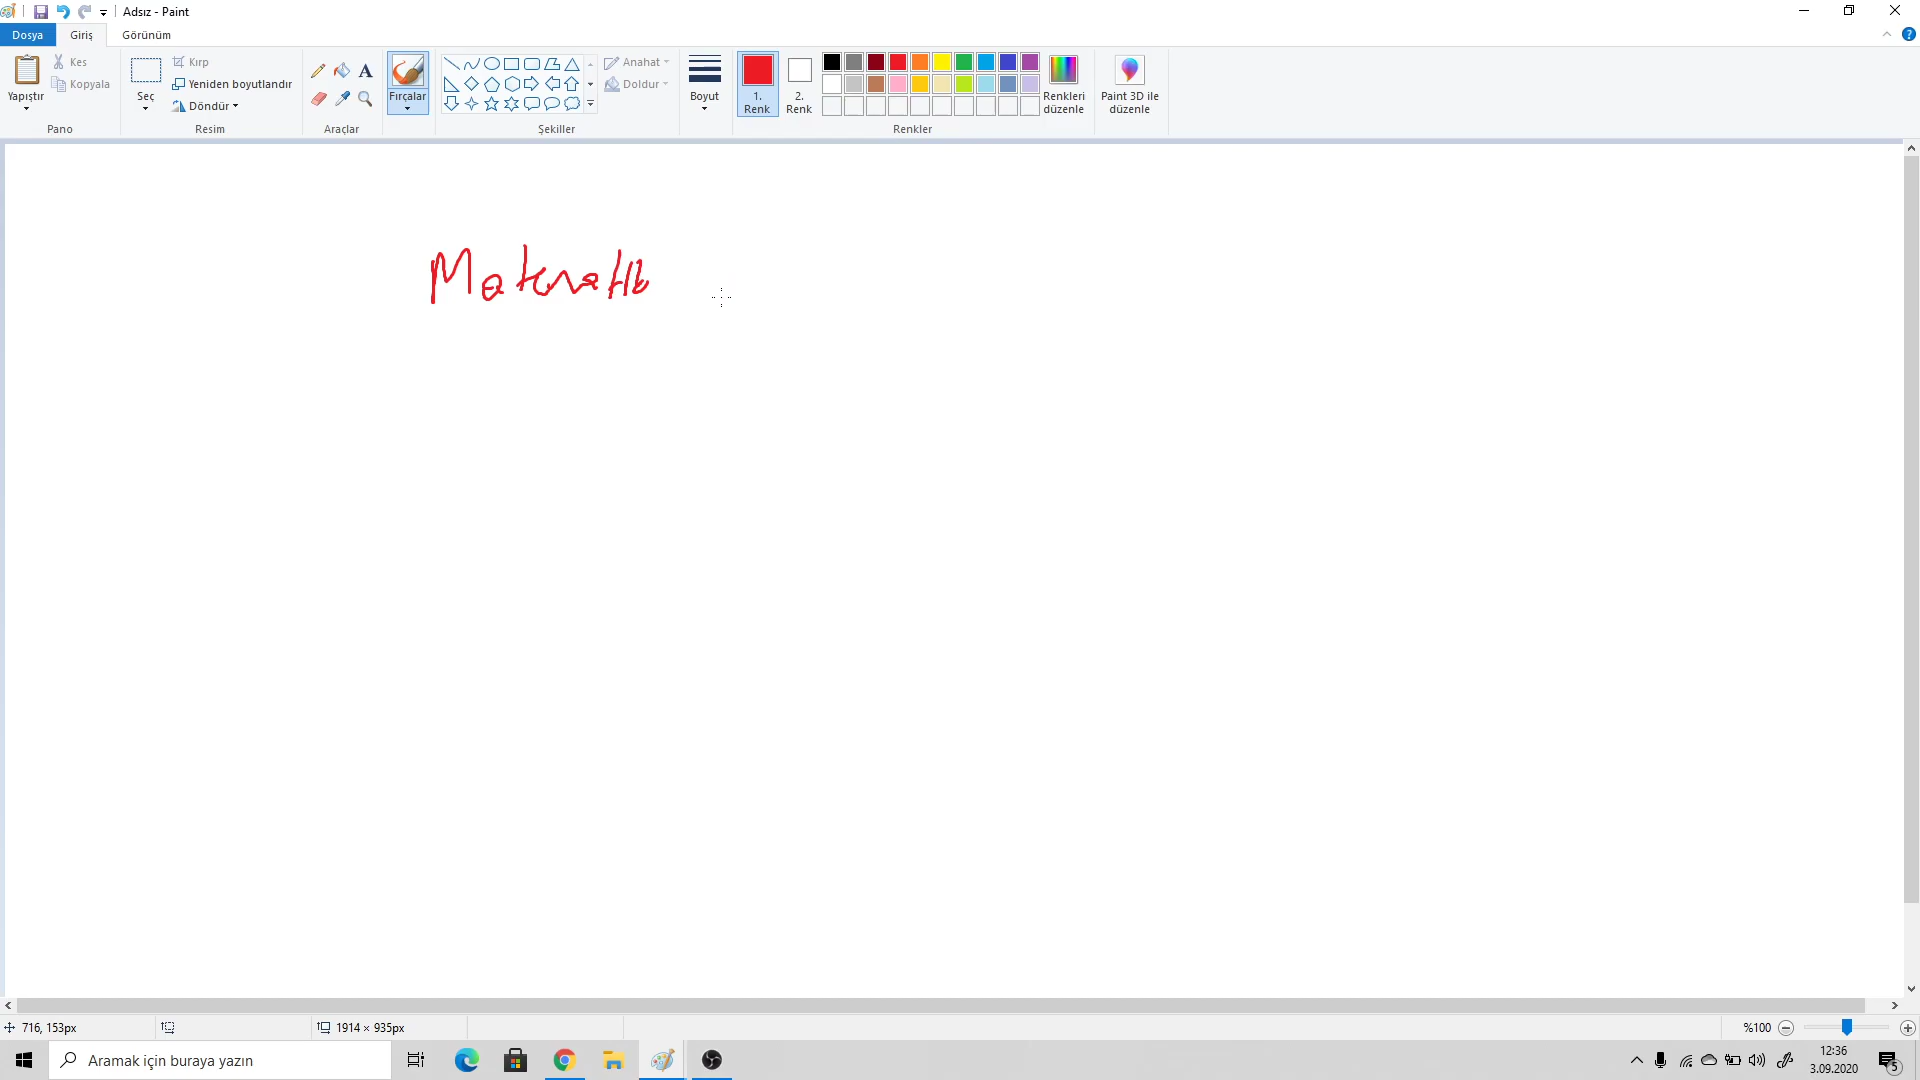 Adsız - Paint
Dosya Giriş Görünüm
Yapıştır
Kes
Kopyala
Pano
Seç
Kırp
Yeniden boyutlandır
Döndür
Resim
A
Araçlar
Fırçalar
Şekiller
Anahat
Doldur
Boyut
1.
Renk
2.
Renk
Renkler
Renkleri
düzenle
Paint 3D ile
düzenle
Matematik
716, 153px
1914 × 935px
%100
Aramak için buraya yazın
12:36
3.09.2020
5